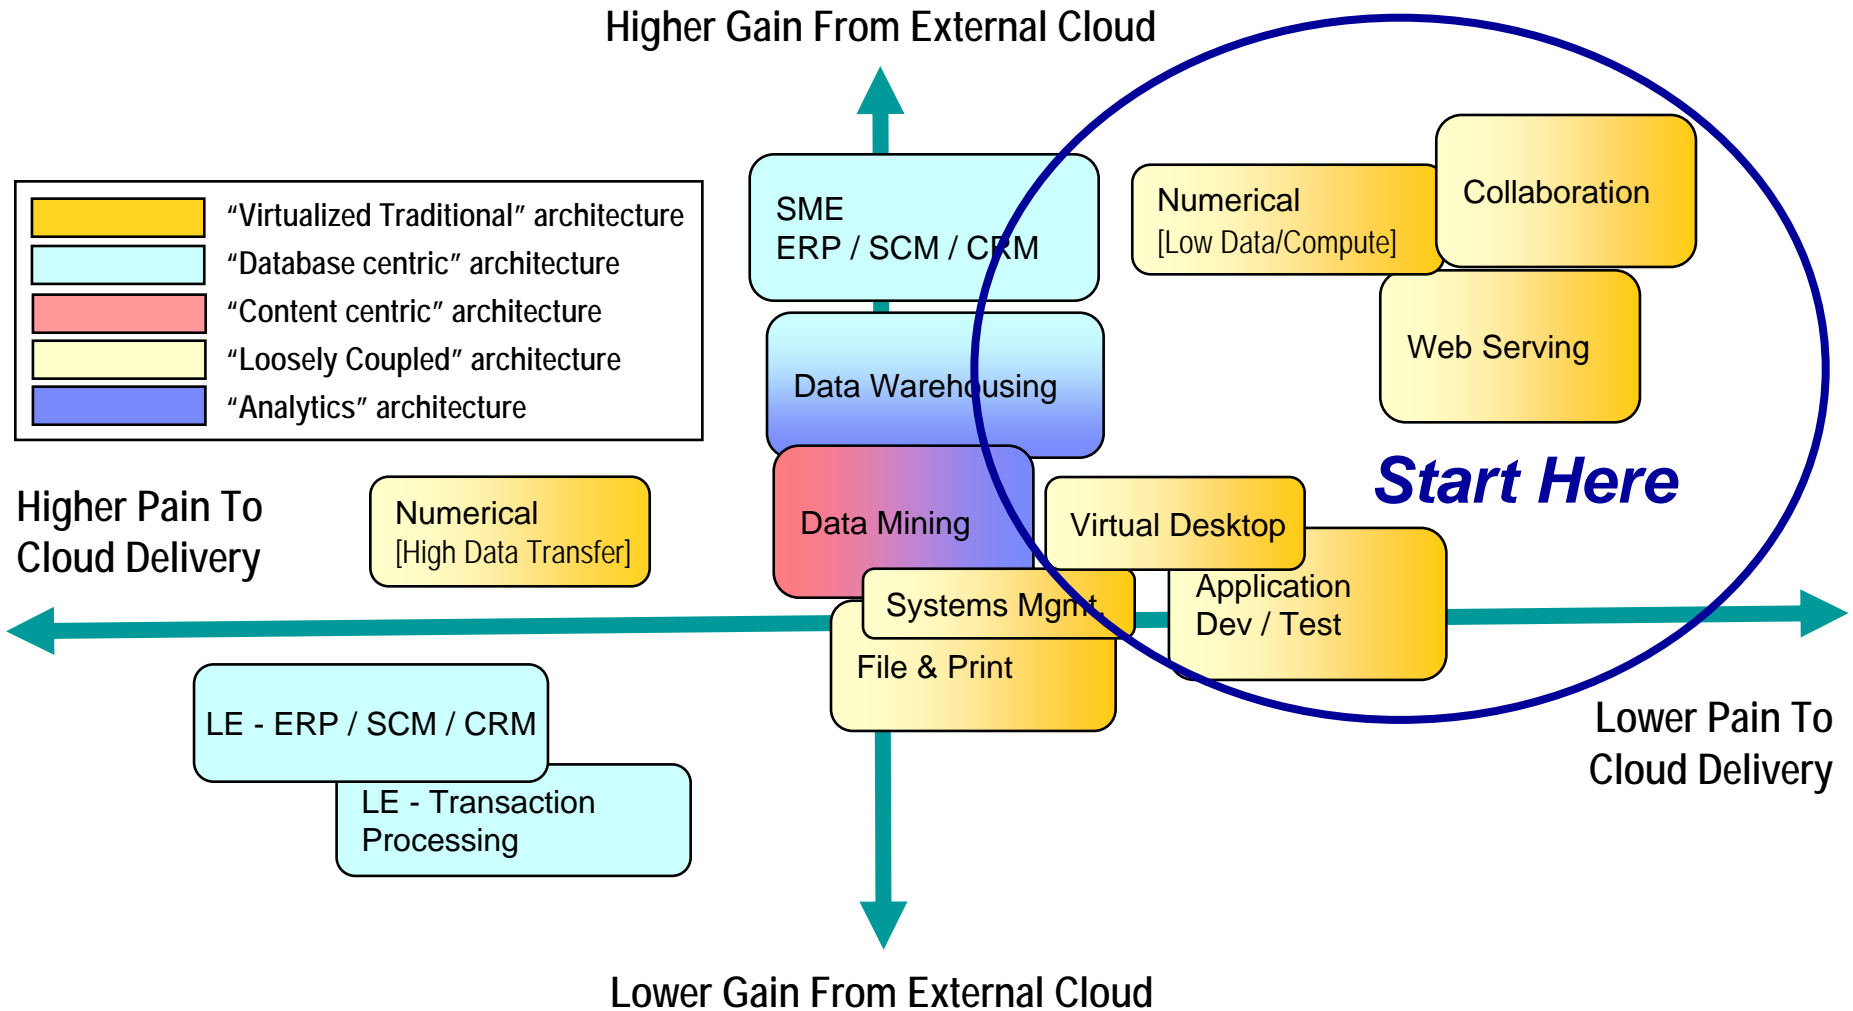 Higher Gain From External Cloud
“Virtualized Traditional” architecture
“Database centric” architecture
“Content centric” architecture
“Loosely Coupled” architecture
“Analytics” architecture
SME
ERP / SCM / CRM
Numerical
[Low Data/Compute]
Collaboration
Web Serving
Data Warehousing
Start Here
Higher Pain To
Cloud Delivery
Numerical
[High Data Transfer]
Data Mining
Virtual Desktop
Systems Mgmt.
Application
Dev / Test
File & Print
LE - ERP / SCM / CRM
LE - Transaction
Processing
Lower Pain To
Cloud Delivery
Lower Gain From External Cloud